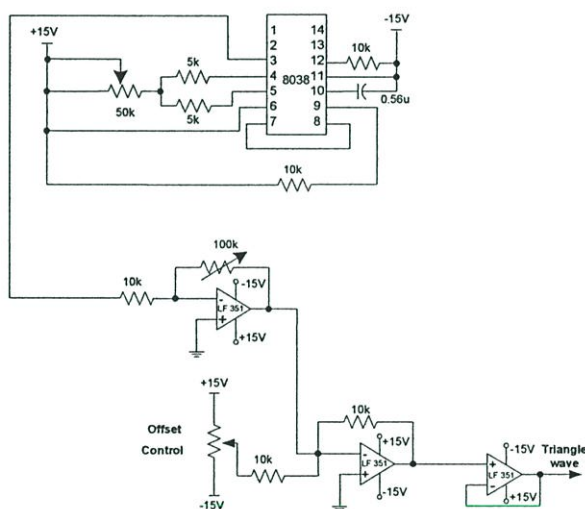 +15V
-15V
1
2
3
4
5
6
7
14
13
12
11
10
9
8
8038
10k
5k
5k
50k
0.56u
10k
100k
10k
-15V
-
+
LF 351
+15V
+15V
Offset
Control
-15V
10k
10k
+15V
-
+
LF 351
-15V
-15V
+
-
LF 351
+15V
Triangle
wave